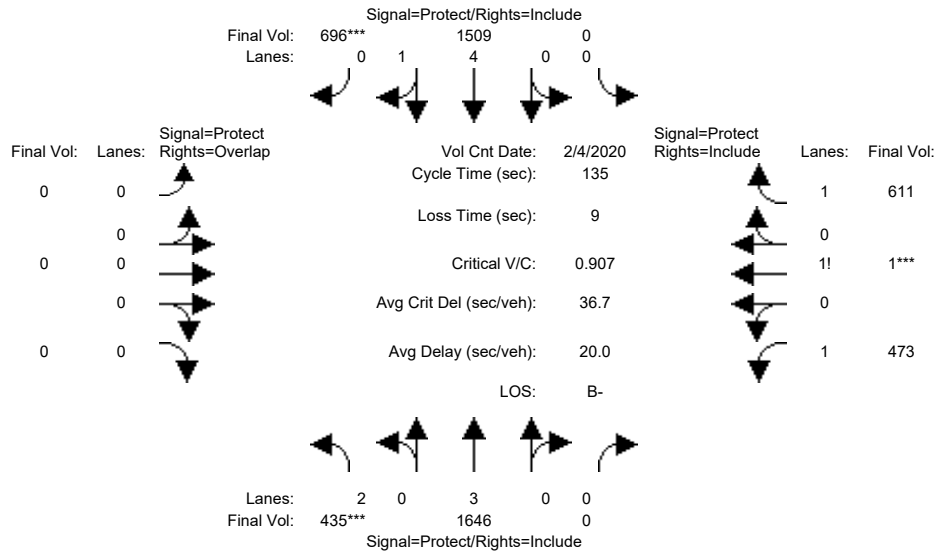 Signal=Protect/Rights=Include
Final Vol: 696*** 1509 0
Lanes: 0 1 4 0 0
Signal=Protect
Final Vol: Lanes: Rights=Overlap
Vol Cnt Date: 2/4/2020
Signal=Protect
Rights=Include Lanes: Final Vol:
Cycle Time (sec): 135
0 0
1 611
Loss Time (sec): 9
0
0
0 0
Critical V/C: 0.907
1! 1***
0
Avg Crit Del (sec/veh): 36.7
0
0 0
Avg Delay (sec/veh): 20.0
1 473
LOS: B-
Lanes: 2 0 3 0 0
Final Vol: 435*** 1646 0
Signal=Protect/Rights=Include